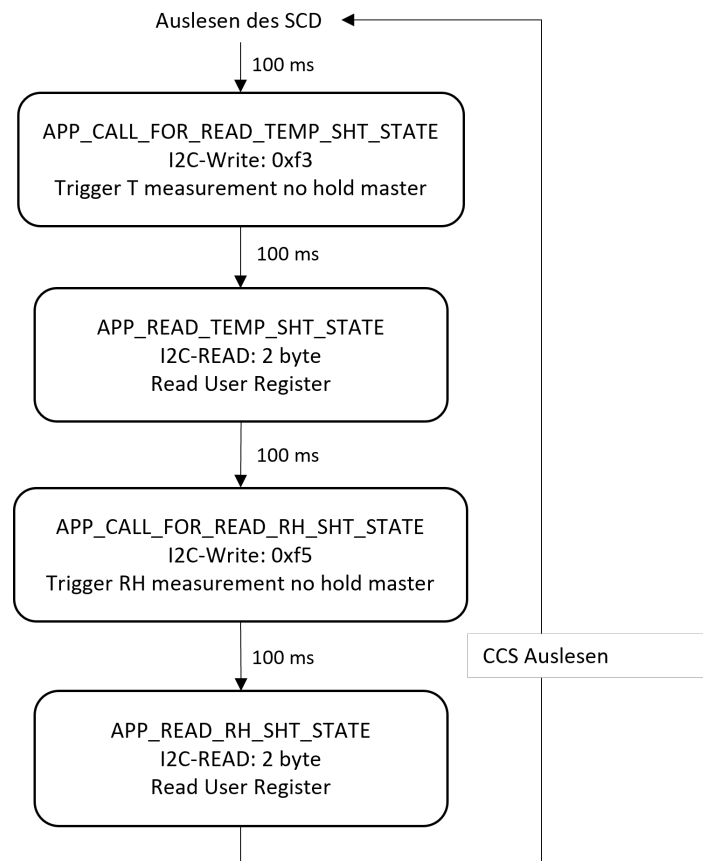 Auslesen des SCD
100 ms
APP_CALL_FOR_READ_TEMP_SHT_STATE
I2C-Write: 0xf3
Trigger T measurement no hold master
100 ms
APP_READ_TEMP_SHT_STATE
I2C-READ: 2 byte
Read User Register
100 ms
APP_CALL_FOR_READ_RH_SHT_STATE
I2C-Write: 0xf5
Trigger RH measurement no hold master
100 ms
CCS Auslesen
APP_READ_RH_SHT_STATE
I2C-READ: 2 byte
Read User Register